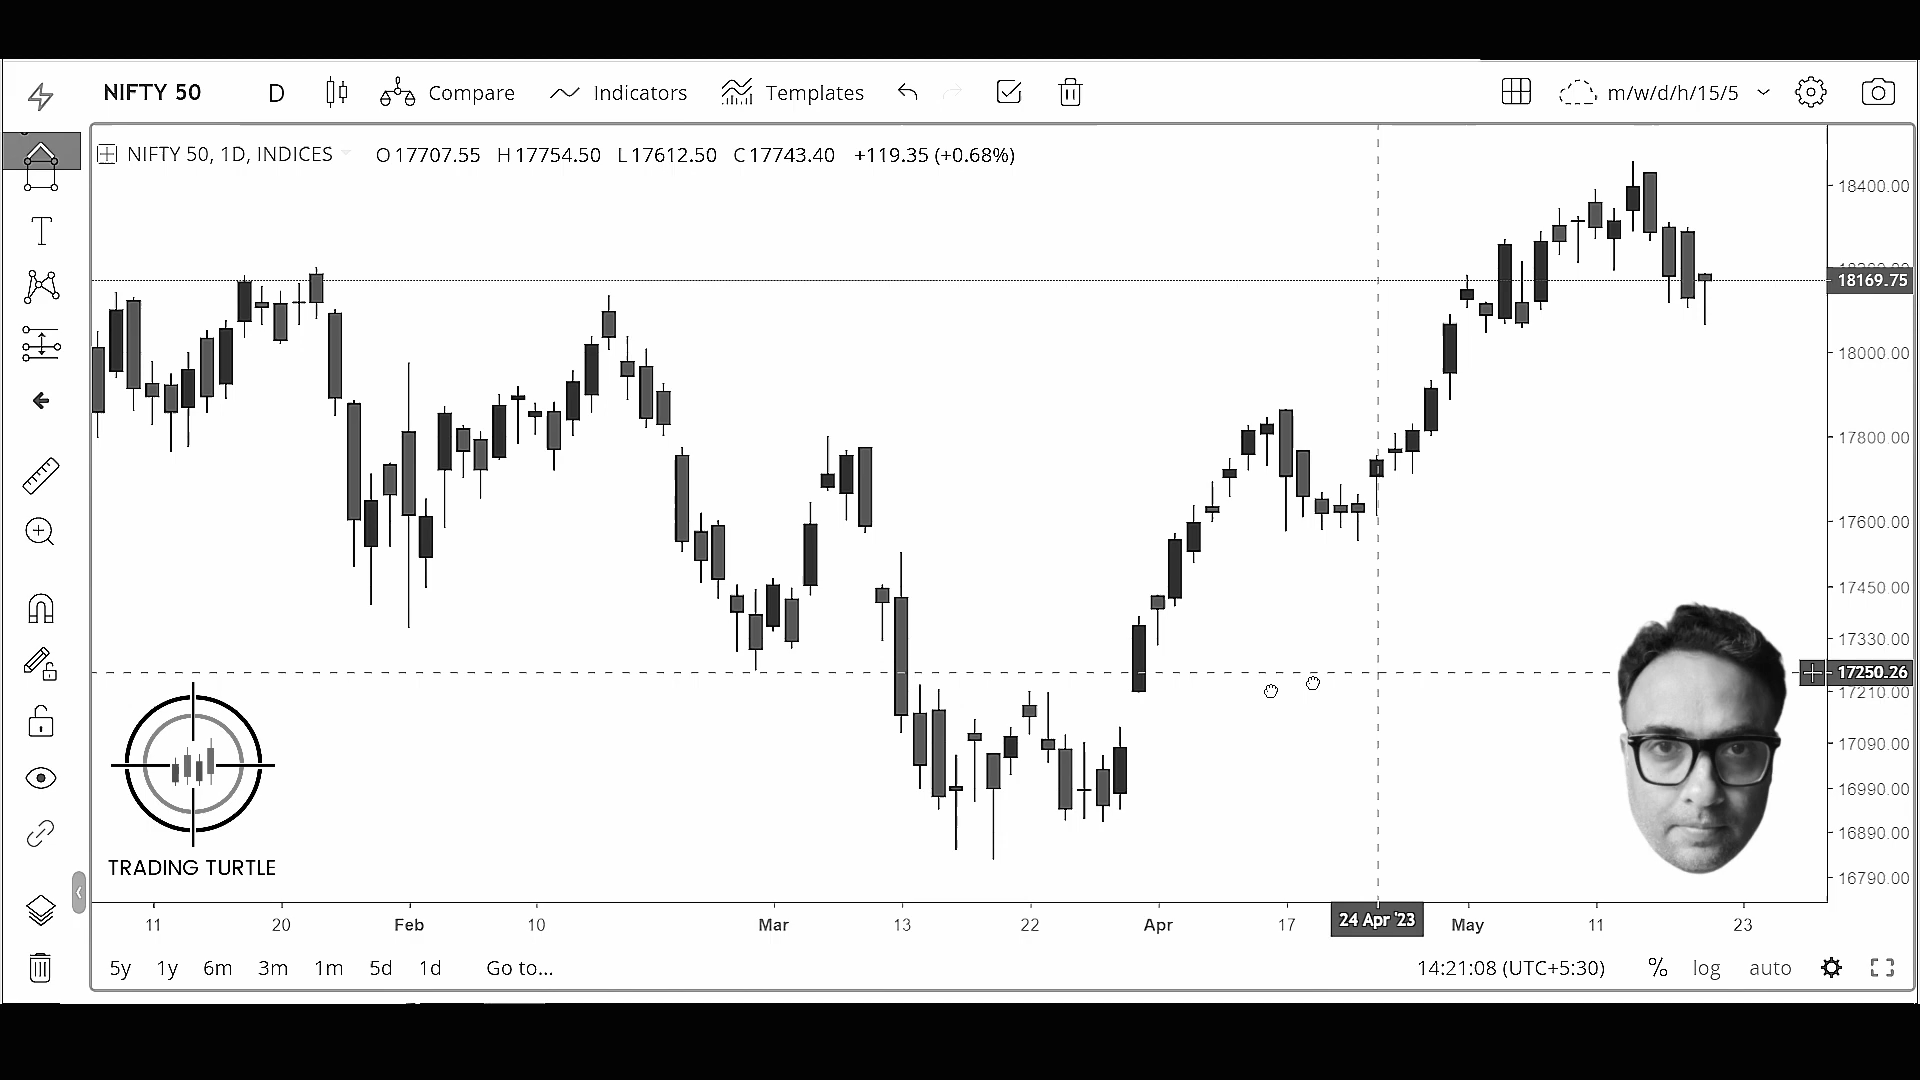 NIFTY 50 D Compare Indicators Templates m/w/d/h/15/5
NIFTY 50, 1D, INDICES O17707.55 H17754.50 L17612.50 C17743.40 +119.35 (+0.68%)
18400.00
18169.75
18000.00
17800.00
17600.00
17450.00
17330.00
17250.26
17210.00
17090.00
16990.00
16890.00
16790.00
TRADING TURTLE
11 20 Feb 10 Mar 13 22 Apr 17 24 Apr '23 May 11 23
5y 1y 6m 3m 1m 5d 1d Go to... 14:21:08 (UTC+5:30) % log auto